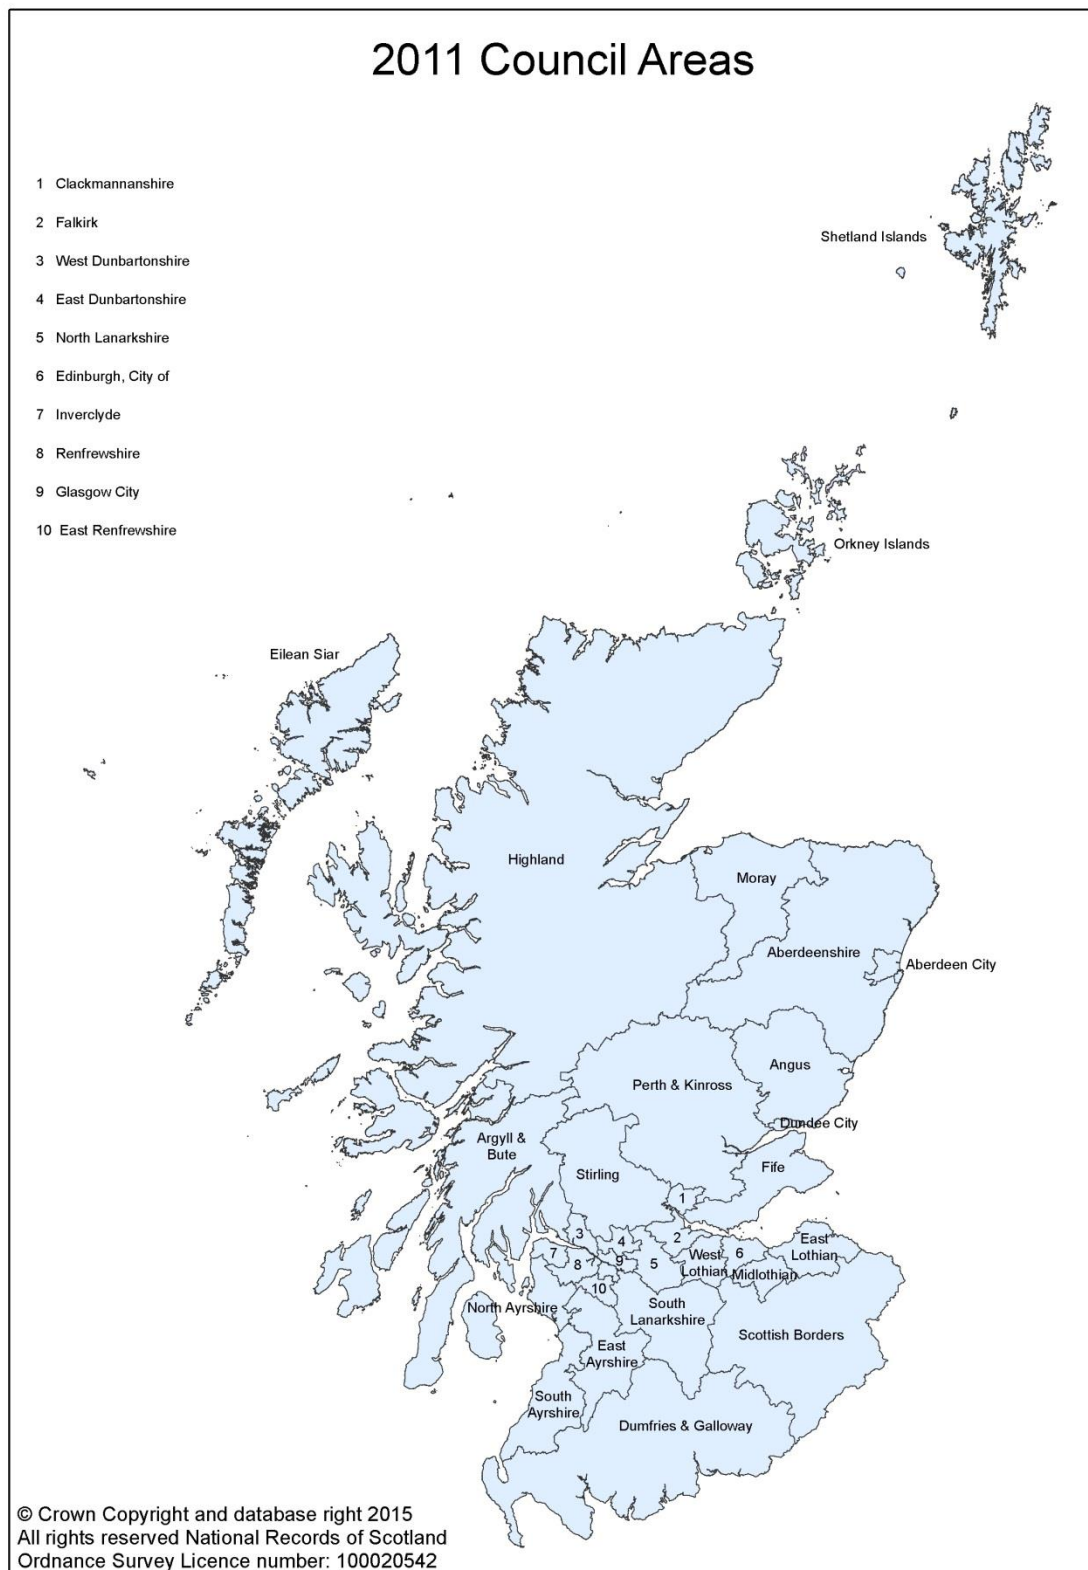 2011 Council Areas
1 Clackmannanshire
2 Falkirk
3 West Dunbartonshire
4 East Dunbartonshire
5 North Lanarkshire
6 Edinburgh, City of
7 Inverclyde
8 Renfrewshire
9 Glasgow City
10 East Renfrewshire
Shetland Islands
Orkney Islands
Eilean Siar
Highland
Moray
Aberdeenshire
Aberdeen City
Angus
Perth & Kinross
Dundee City
Argyll &
Bute
Fife
Stirling
1
2
3
4
5
6
7
8
9
10
East
Lothian
West
Lothian
Midlothian
North Ayrshire
South
Lanarkshire
Scottish Borders
East
Ayrshire
South
Ayrshire
Dumfries & Galloway
© Crown Copyright and database right 2015
All rights reserved National Records of Scotland
Ordnance Survey Licence number: 100020542